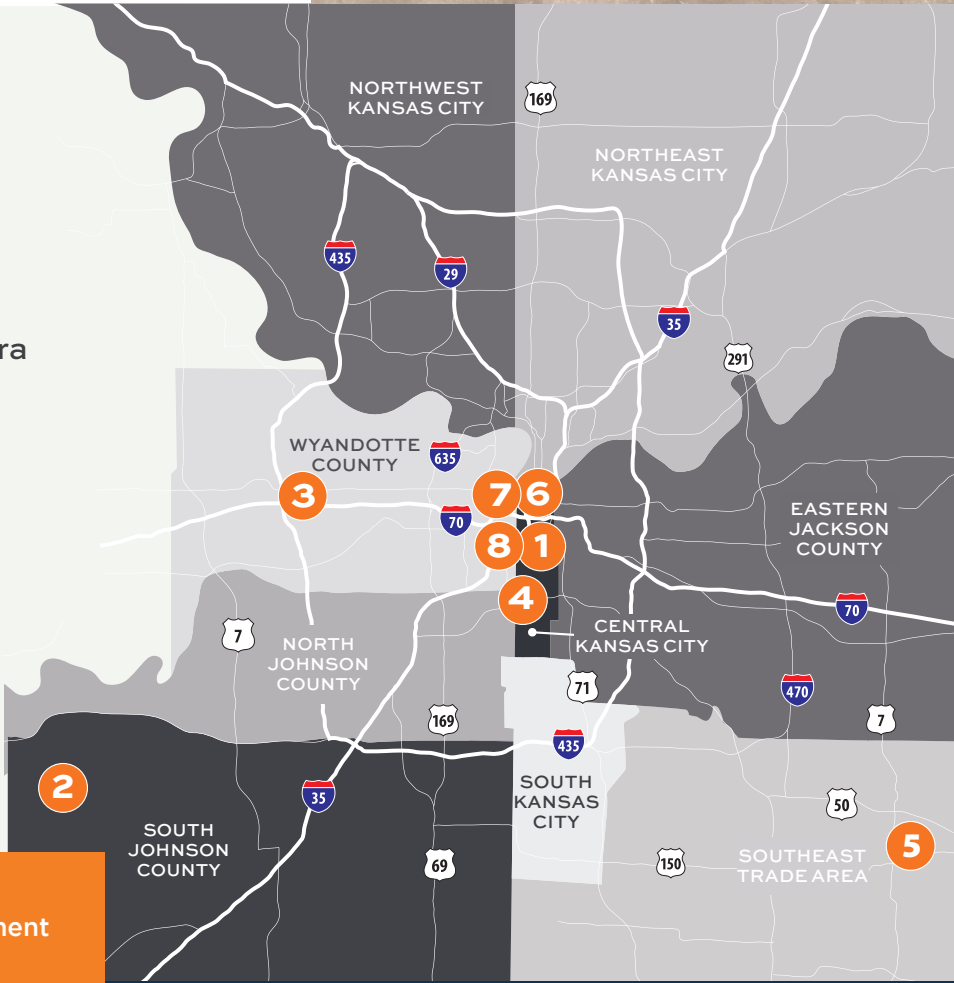 NORTHWEST
KANSAS CITY
169
NORTHEAST
KANSAS CITY
435
29
35
ra
291
WYANDOTTE
COUNTY
635
3
7
6
70
EASTERN
JACKSON
COUNTY
8
1
4
70
7
NORTH
JOHNSON
COUNTY
CENTRAL
KANSAS CITY
71
470
169
7
435
2
35
SOUTH
KANSAS
CITY
50
SOUTH
JOHNSON
COUNTY
69
150
SOUTHEAST
TRADE AREA
5
nent